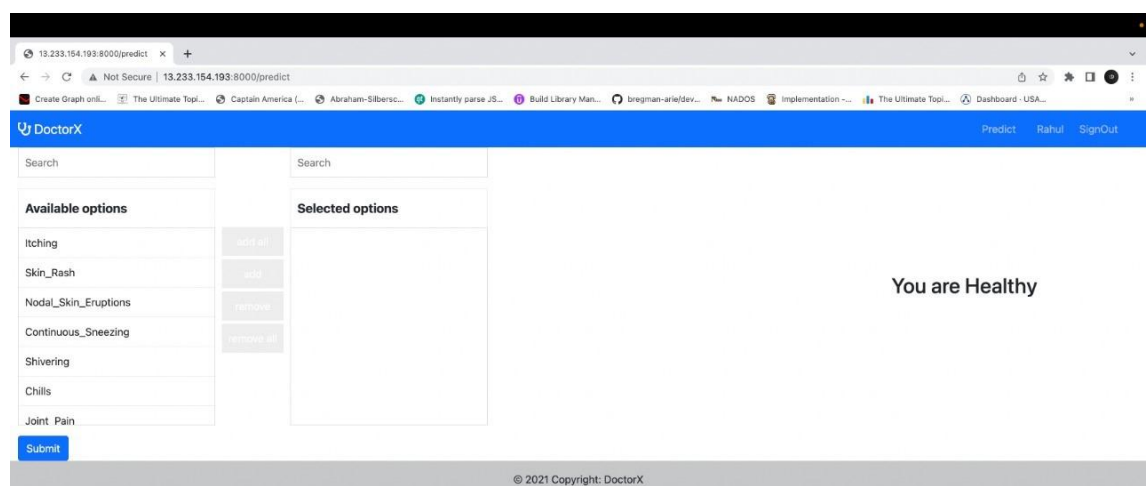 13.233.154.193:8000/predict
Not Secure | 13.233.154.193:8000/predict
Create Graph onli... The Ultimate Topi... Captain America (... Abraham-Silbersc... Instantly parse JS... Build Library Man... bregman-arie/dev... NADOS Implementation -... The Ultimate Topi... Dashboard - USA...
DoctorX Predict Rahul SignOut
Search Search
Available options Selected options
Itching add all
Skin_Rash add
Nodal_Skin_Eruptions remove
Continuous_Sneezing remove all
Shivering
Chills
Joint_Pain
You are Healthy
Submit
© 2021 Copyright: DoctorX